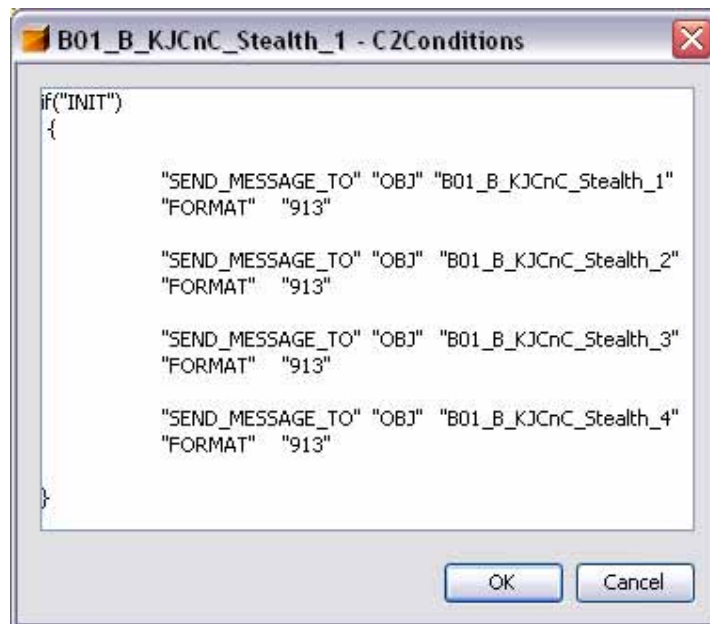 B01_B_KJCnC_Stealth_1 - C2Conditions
if("INIT")
{
"SEND_MESSAGE_TO" "OBJ" "B01_B_KJCnC_Stealth_1"
"FORMAT" "913"
"SEND_MESSAGE_TO" "OBJ" "B01_B_KJCnC_Stealth_2"
"FORMAT" "913"
"SEND_MESSAGE_TO" "OBJ" "B01_B_KJCnC_Stealth_3"
"FORMAT" "913"
"SEND_MESSAGE_TO" "OBJ" "B01_B_KJCnC_Stealth_4"
"FORMAT" "913"
}
OK Cancel